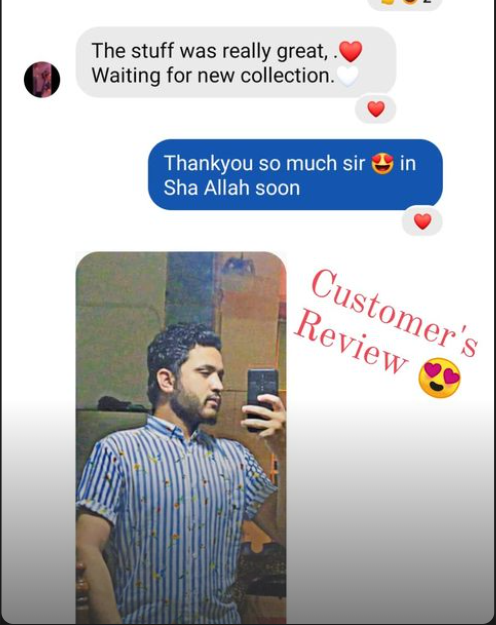 2
The stuff was really great, .❤️
Waiting for new collection.🤍
Thankyou so much sir 🤩 in
Sha Allah soon
Customer's
Review 😍